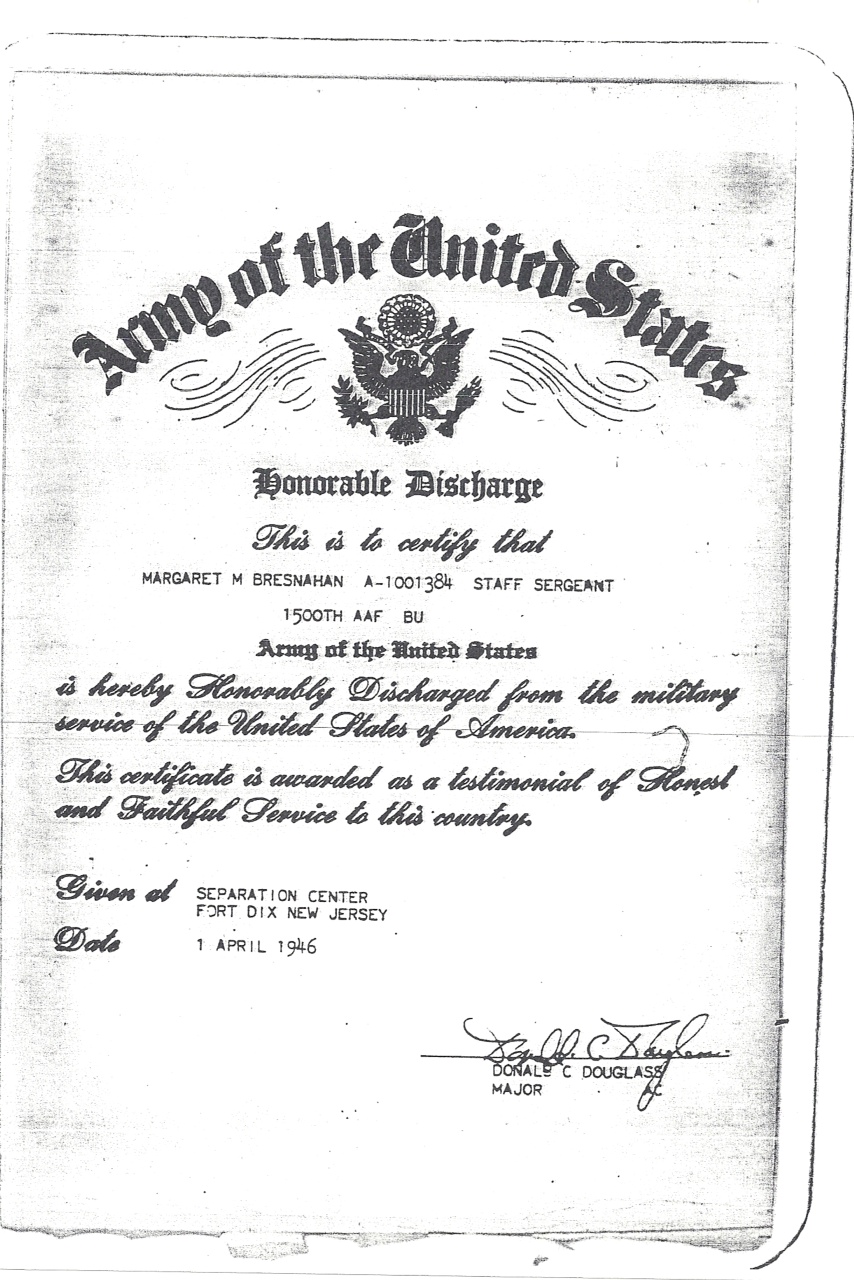 Army of the United States
Honorable Discharge
This is to certify that
MARGARET M BRESNAHAN A-1001384 STAFF SERGEANT
1500TH AAF BU
Army of the United States
is hereby Honorably Discharged from the military
service of the United States of America.
This certificate is awarded as a testimonial of Honest
and Faithful Service to this country.
Given at SEPARATION CENTER
FORT DIX NEW JERSEY
Date 1 APRIL 1946
Donald C Douglass
DONALD C DOUGLASS
MAJOR AC